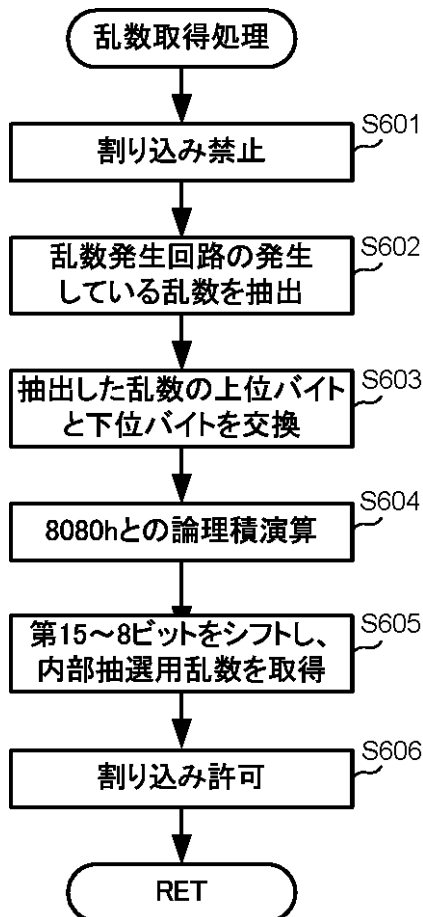 乱数取得処理
S601
割り込み禁止
S602
乱数発生回路の発生
している乱数を抽出
S603
抽出した乱数の上位バイト
と下位バイトを交換
S604
8080hとの論理積演算
S605
第15～8ビットをシフトし、
内部抽選用乱数を取得
S606
割り込み許可
RET